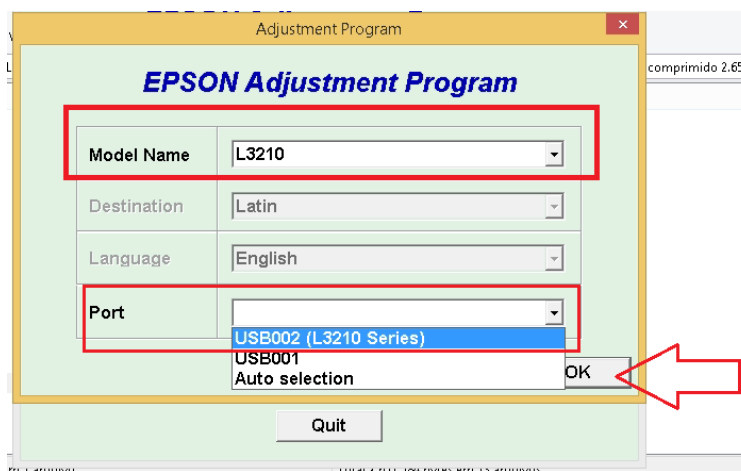 Adjustment Program
comprimido 2.65
EPSON Adjustment Program
Model Name L3210
Destination Latin
Language English
Port
USB002 (L3210 Series)
USB001
Auto selection
OK
Quit